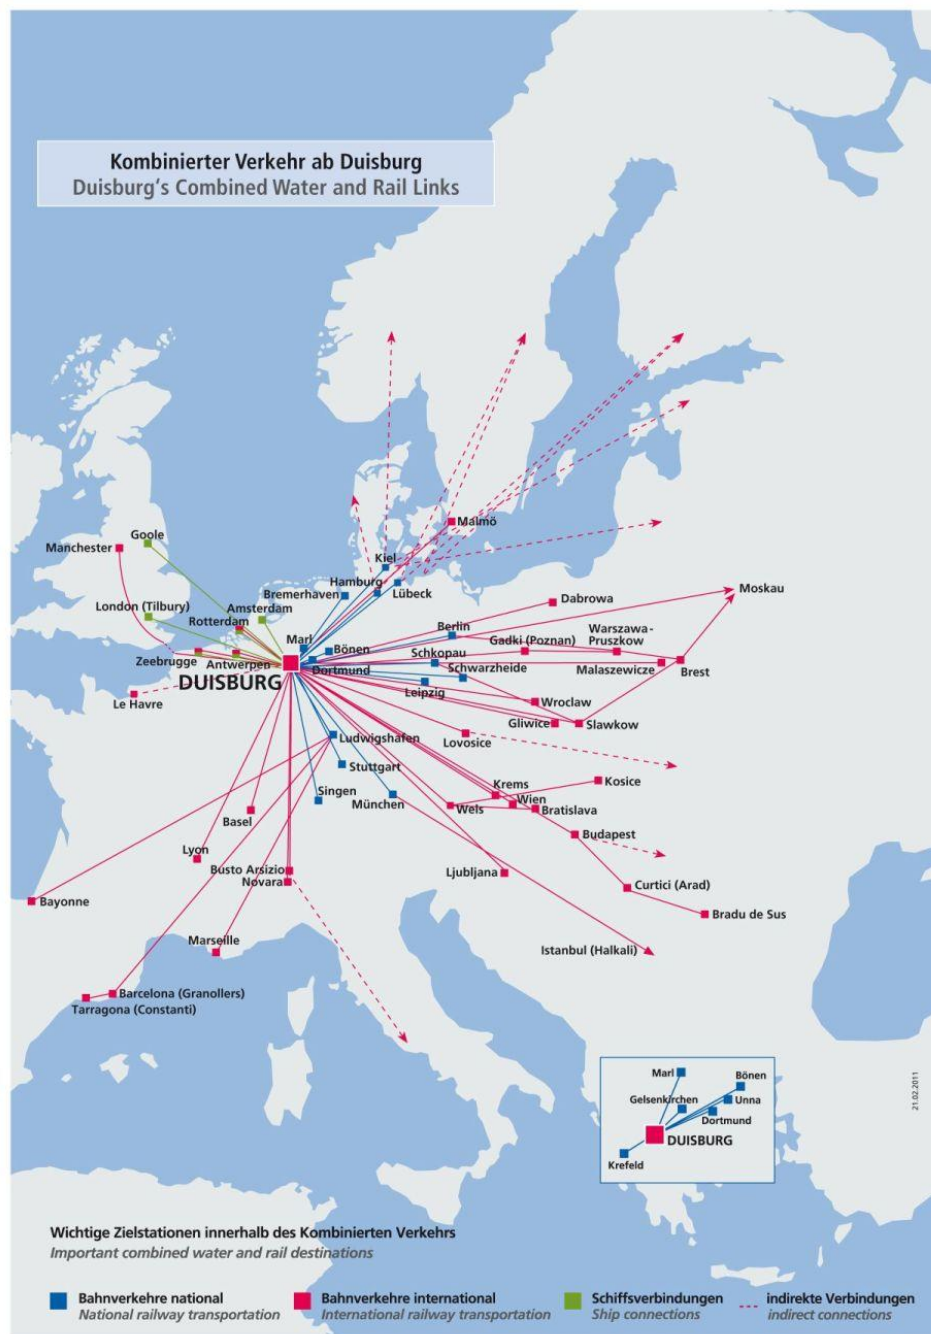 Kombinierter Verkehr ab Duisburg
Duisburg's Combined Water and Rail Links
Malmö
Goole
Manchester
Kiel
Hamburg
Bremerhaven
Lübeck
Moskau
Dabrowa
London (Tilbury)
Amsterdam
Rotterdam
Berlin
Marl
Bönen
Gadki (Poznan)
Warszawa-
Pruszkow
Schkopau
Zeebrugge
Antwerpen
Dortmund
Schwarzheide
Malaszewicze
Brest
DUISBURG
Leipzig
Le Havre
Wroclaw
Gliwice
Slawkow
Ludwigshafen
Lovosice
Stuttgart
Krems
Kosice
Singen
München
Wels
Wien
Bratislava
Basel
Budapest
Lyon
Busto Arsizio
Novara
Ljubljana
Curtici (Arad)
Bayonne
Bradu de Sus
Marseille
Istanbul (Halkali)
Barcelona (Granollers)
Tarragona (Constanti)
Marl
Bönen
Gelsenkirchen
Unna
Dortmund
DUISBURG
Krefeld
21.02.2011
Wichtige Zielstationen innerhalb des Kombinierten Verkehrs
Important combined water and rail destinations
Bahnverkehre national
National railway transportation
Bahnverkehre international
International railway transportation
Schiffsverbindungen
Ship connections
indirekte Verbindungen
indirect connections